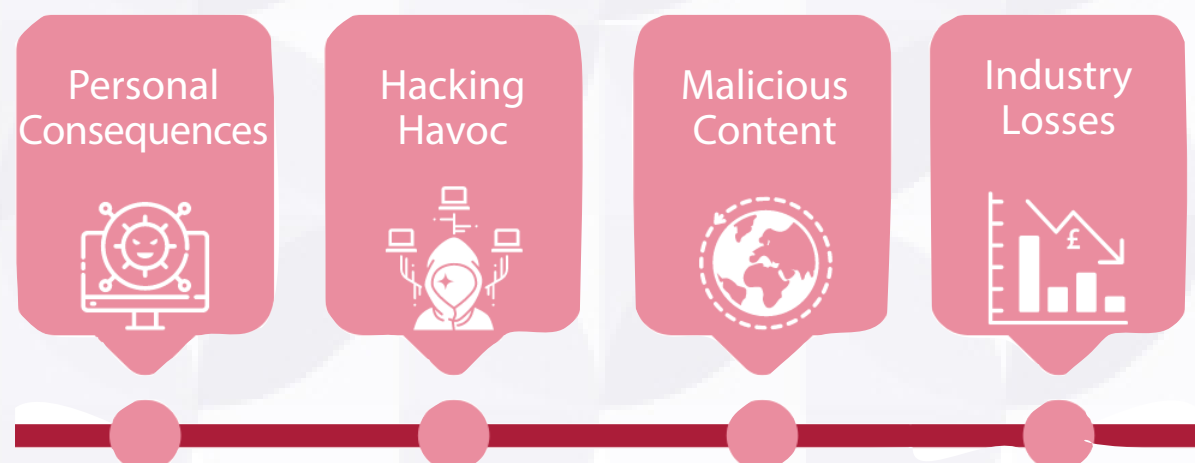 Personal
Consequences
Hacking
Havoc
Malicious
Content
Industry
Losses
£